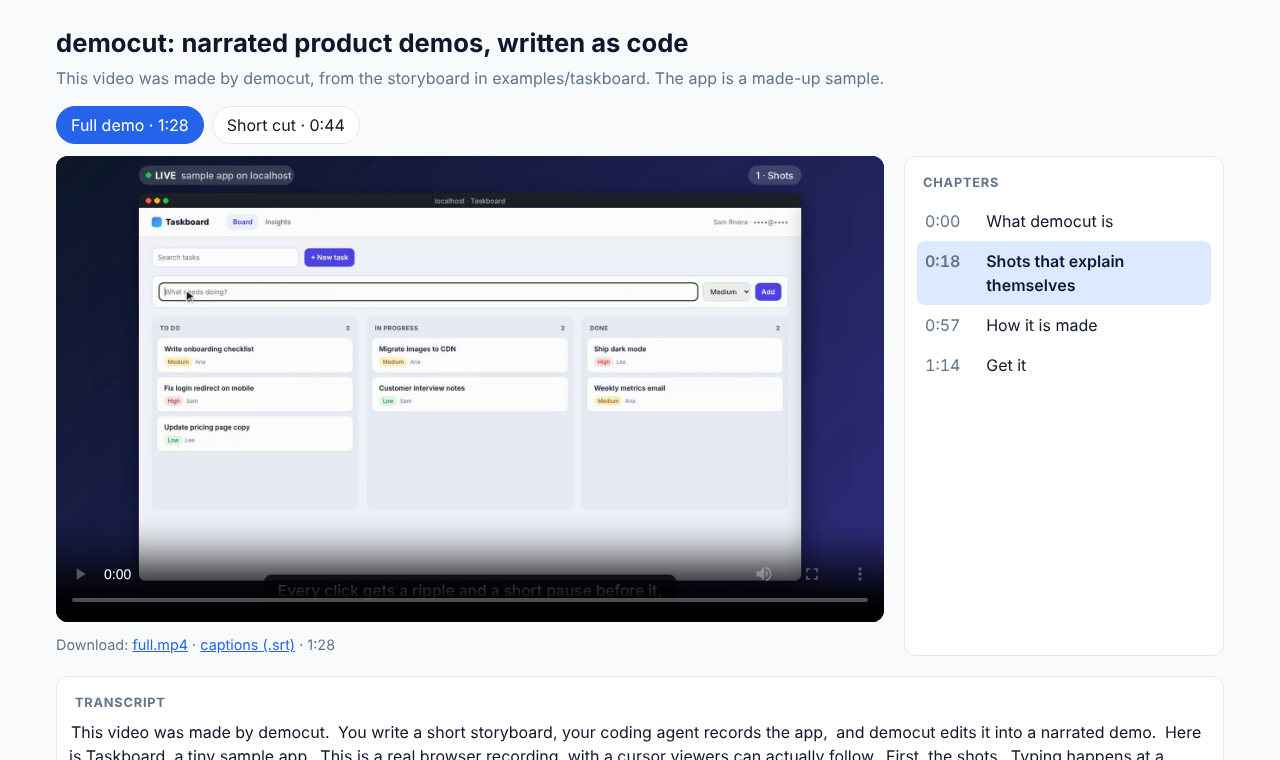 democut: narrated product demos, written as code
This video was made by democut, from the storyboard in examples/taskboard. The app is a made-up sample.
Full demo · 1:28
Short cut · 0:44
LIVE sample app on localhost
1 · Shots
localhost · Taskboard
Taskboard
Board
Insights
Sam Rivera · ••••@••••
Search tasks
+ New task
What needs doing?
Medium
Add
TO DO 3
Write onboarding checklist
Medium Ana
Fix login redirect on mobile
High Sam
Update pricing page copy
Low Lee
IN PROGRESS 2
Migrate images to CDN
Medium Ana
Customer interview notes
Low Sam
DONE 2
Ship dark mode
High Lee
Weekly metrics email
Medium Ana
0:00
Every click gets a ripple and a short pause before it,
Download: full.mp4 · captions (.srt) · 1:28
CHAPTERS
0:00 What democut is
0:18 Shots that explain
themselves
0:57 How it is made
1:14 Get it
TRANSCRIPT
This video was made by democut. You write a short storyboard, your coding agent records the app, and democut edits it into a narrated demo. Here
is Taskboard, a tiny sample app. This is a real browser recording, with a cursor viewers can actually follow. First, the shots. Typing happens at a